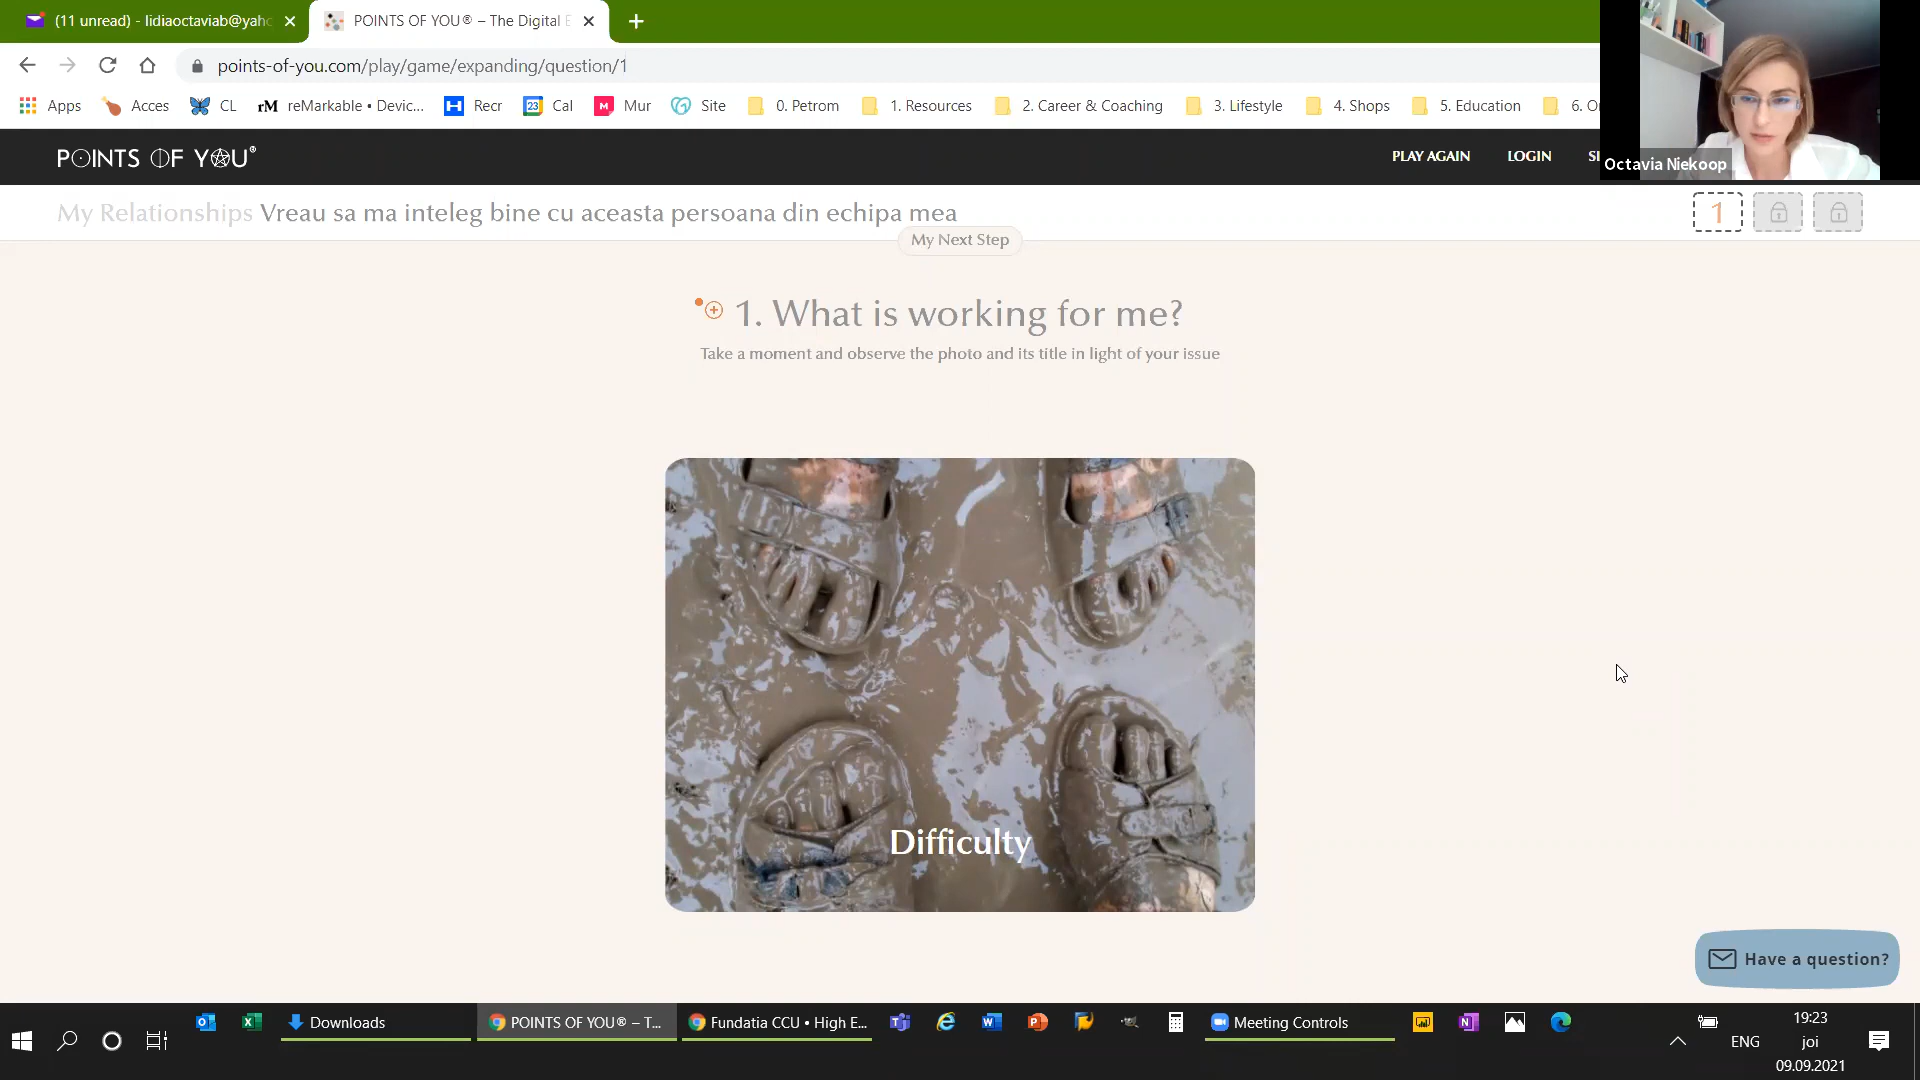 (11 unread) - lidiaoctaviab@yaho
POINTS OF YOU® – The Digital E
points-of-you.com/play/game/expanding/question/1
Apps
Acces
CL
rM reMarkable • Devic...
H Recr
23 Cal
M Mur
Site
0. Petrom
1. Resources
2. Career & Coaching
3. Lifestyle
4. Shops
5. Education
6. O
POINTS OF YOU®
PLAY AGAIN
LOGIN
Octavia Niekoop
My Relationships Vreau sa ma inteleg bine cu aceasta persoana din echipa mea
1
My Next Step
1. What is working for me?
Take a moment and observe the photo and its title in light of your issue
Difficulty
Have a question?
Downloads
POINTS OF YOU® – T...
Fundatia CCU • High E...
Meeting Controls
ENG
19:23
joi
09.09.2021